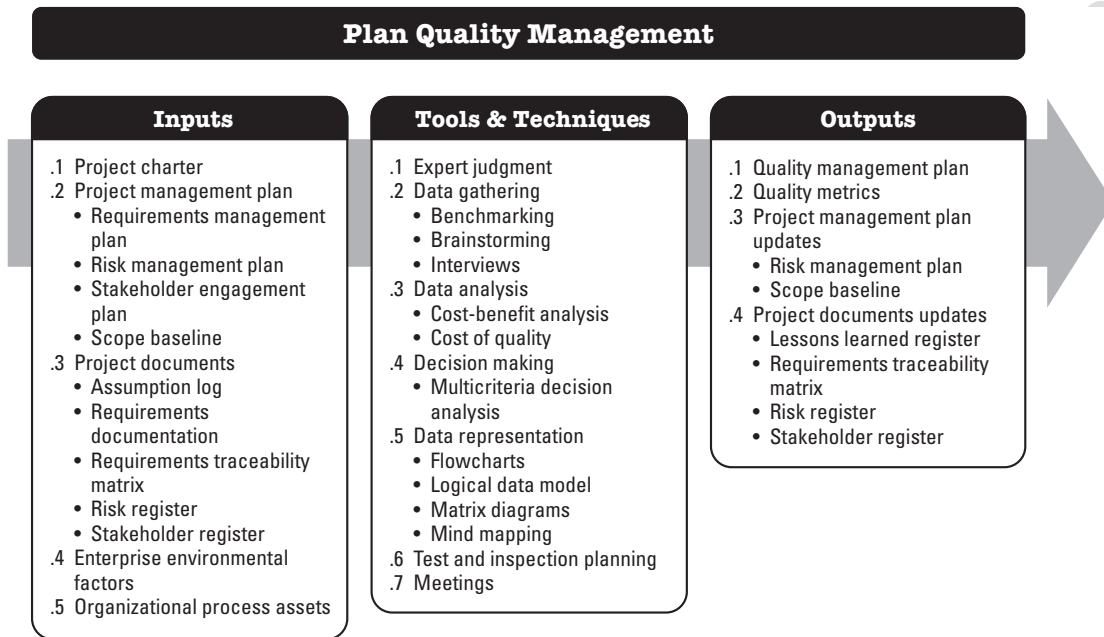 Plan Quality Management
Inputs
.1 Project charter
.2 Project management plan
• Requirements management
plan
• Risk management plan
• Stakeholder engagement
plan
• Scope baseline
.3 Project documents
• Assumption log
• Requirements
documentation
• Requirements traceability
matrix
• Risk register
• Stakeholder register
.4 Enterprise environmental
factors
.5 Organizational process assets
Tools & Techniques
.1 Expert judgment
.2 Data gathering
• Benchmarking
• Brainstorming
• Interviews
.3 Data analysis
• Cost-benefit analysis
• Cost of quality
.4 Decision making
• Multicriteria decision
analysis
.5 Data representation
• Flowcharts
• Logical data model
• Matrix diagrams
• Mind mapping
.6 Test and inspection planning
.7 Meetings
Outputs
.1 Quality management plan
.2 Quality metrics
.3 Project management plan
updates
• Risk management plan
• Scope baseline
.4 Project documents updates
• Lessons learned register
• Requirements traceability
matrix
• Risk register
• Stakeholder register